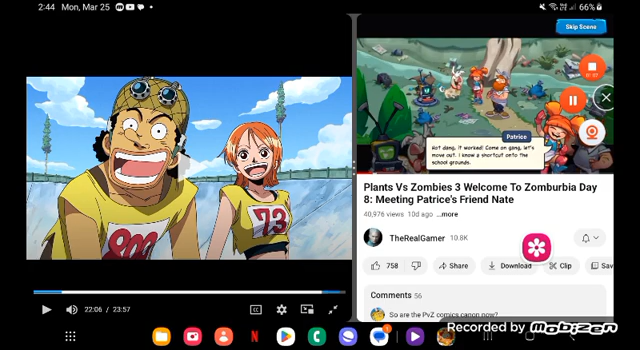 2:44 Mon, Mar 25
66%
Skip Scene
Patrice
Hot dang, it worked! Come on gang, let's
move out. I know a shortcut onto the
school grounds.
73
Plants Vs Zombies 3 Welcome To Zomburbia Day
8: Meeting Patrice's Friend Nate
40,976 views 10d ago ...more
TheRealGamer 10.8K
758
Share
Download
Clip
Sav
Comments 56
So are the PvZ comics canon now?
22:06 / 23:57
Recorded by Mobizen